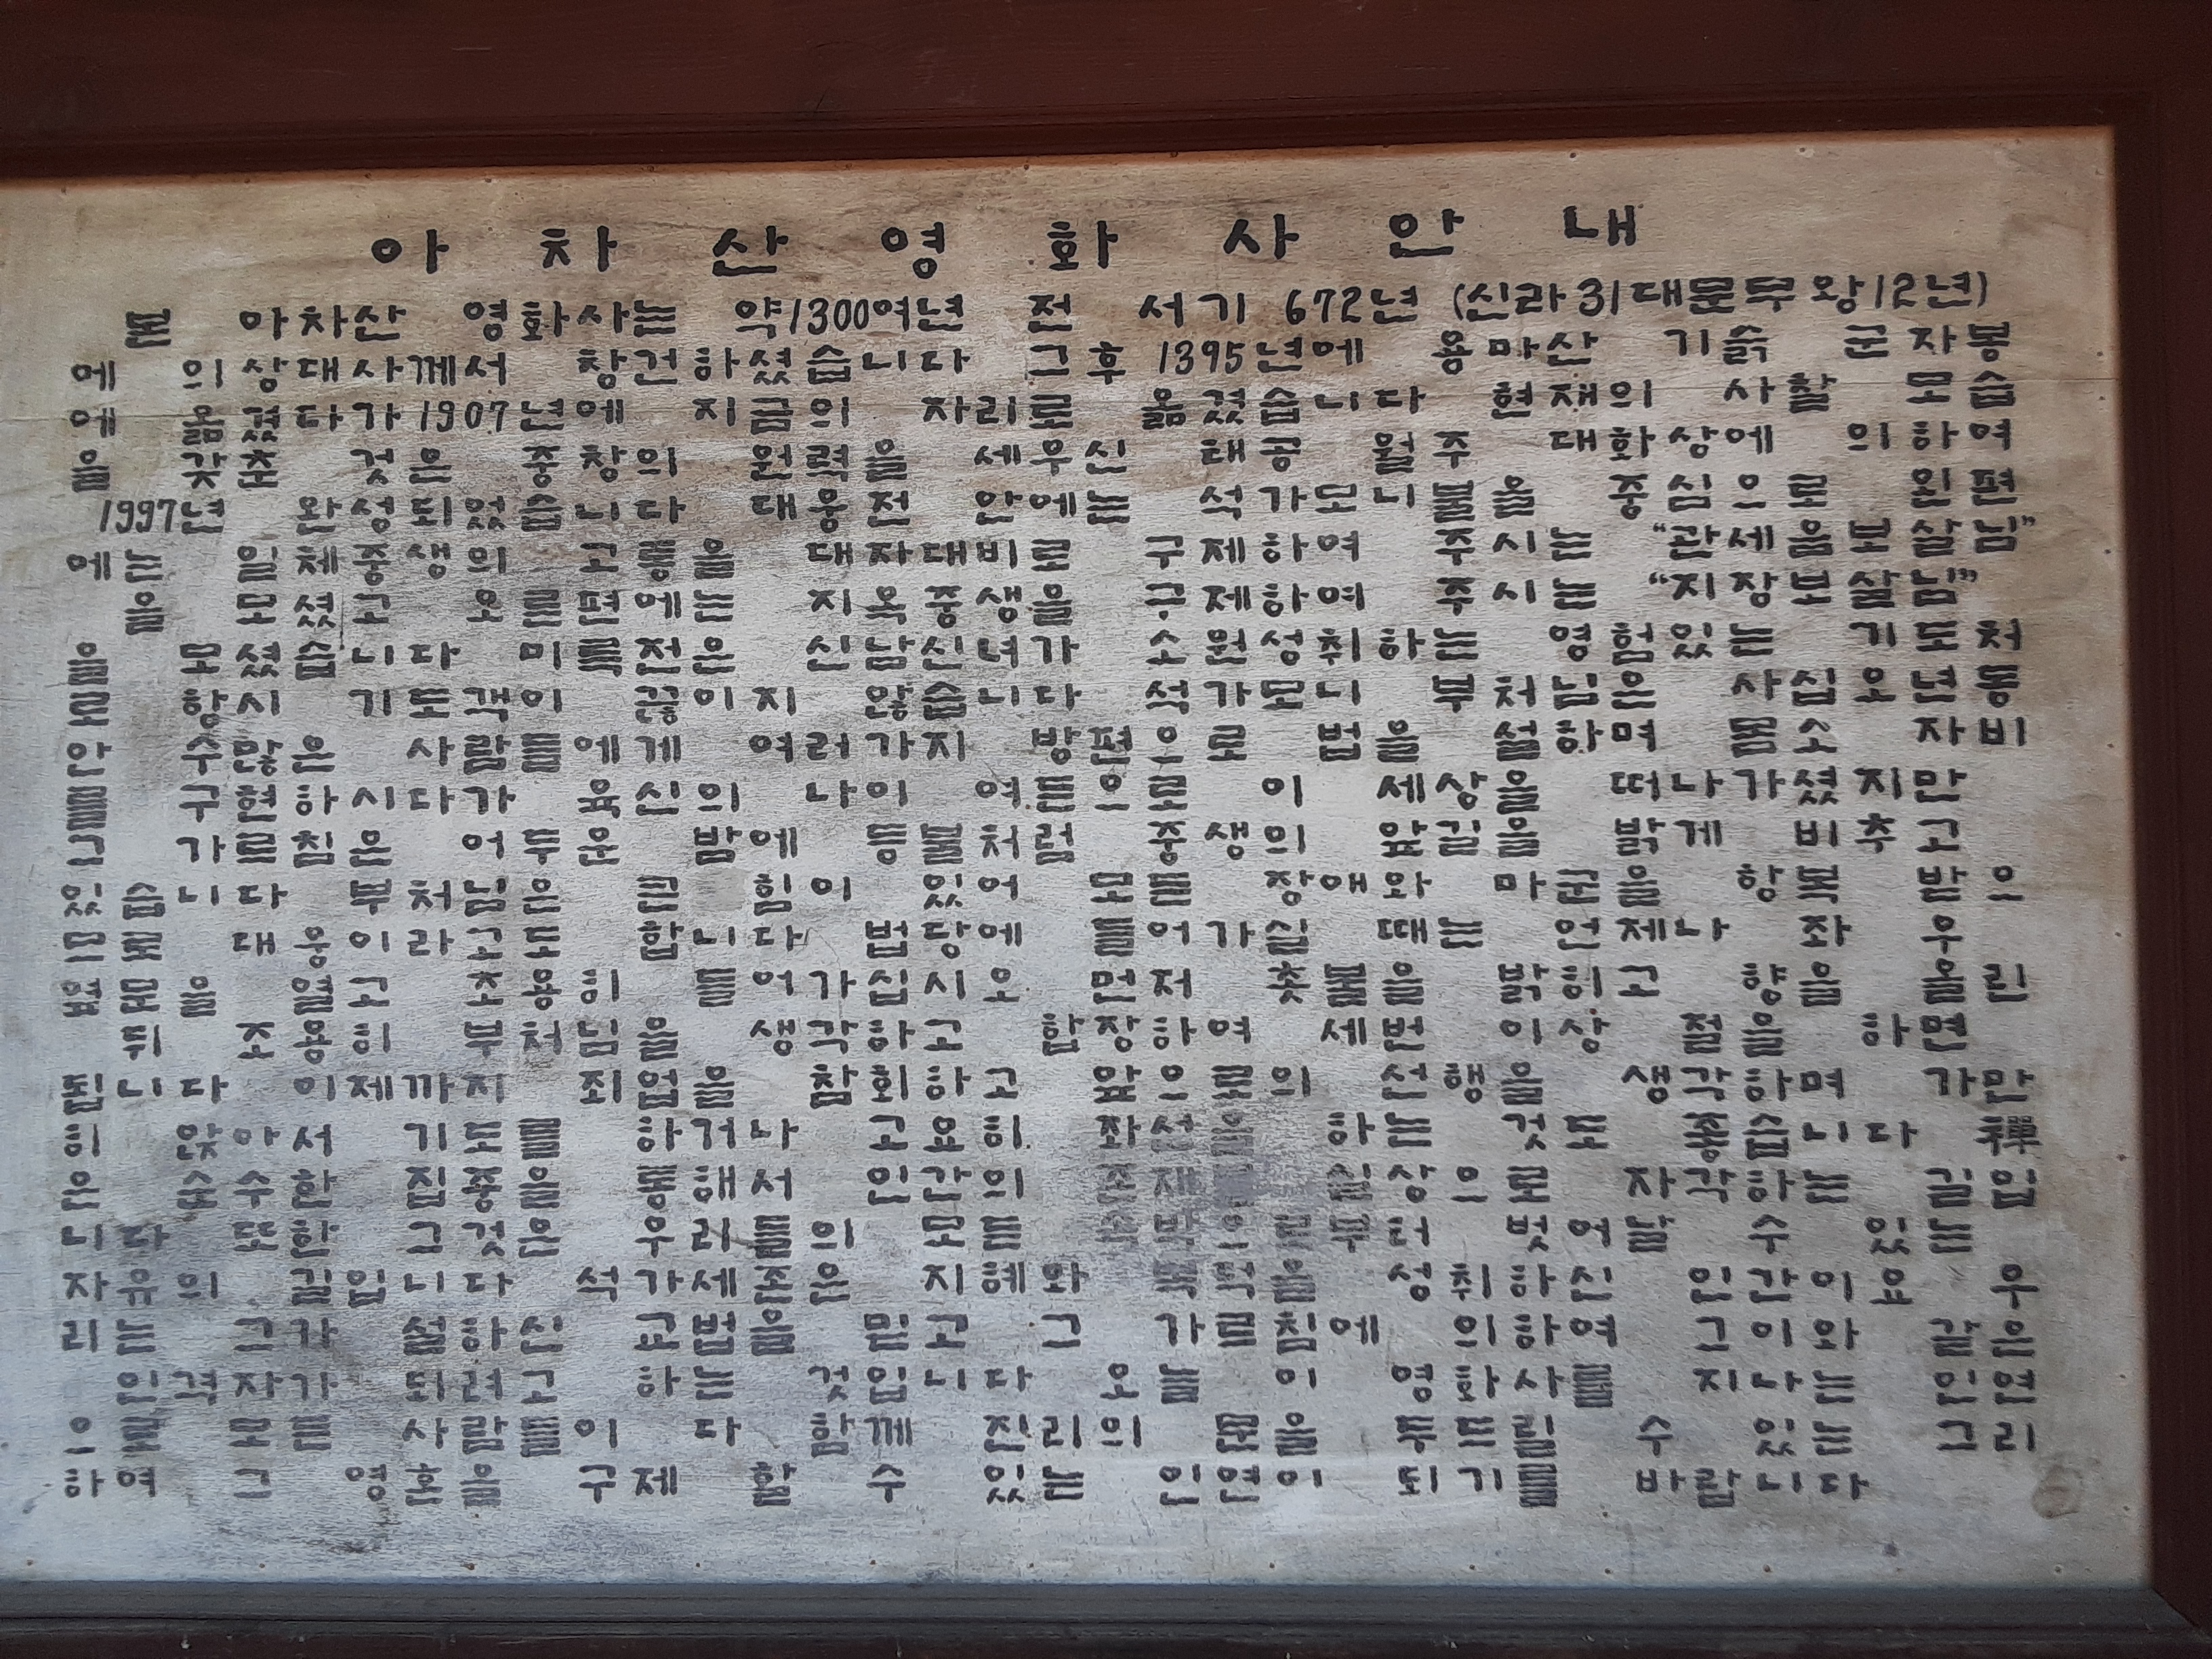 아차산영화사안내
본 아차산 영화사는 약1300여년 전 서기 672년 (신라31대문무왕12년)
에 의상대사께서 창건하셨습니다 그후 1395년에 용마산 기슭 군자봉
에 옮겼다가1907년에 지금의 자리로 옮겼습니다 현재의 사찰 모습
을 갖춘 것은 중창의 원력을 세우신 태공 월주 대화상에 의하여
1997년 완성되었습니다 대웅전 안에는 석가모니불을 중심으로 왼편
에는 일체중생의 고통을 대자대비로 구제하여 주시는 “관세음보살님”
을 모셨고 오른편에는 지옥중생을 구제하여 주시는 “지장보살님”
을 모셨습니다 미륵전은 신남신녀가 소원성취하는 영험있는 기도처
로 항시 기도객이 끊이지 않습니다 석가모니 부처님은 사십오년동
안 수많은 사람들에게 여러가지 방편으로 법을 설하며 몸소 자비
를 구현하시다가 육신의 나이 여든으로 이 세상을 떠나가셨지만
그 가르침은 어두운 밤에 등불처럼 중생의 앞길을 밝게 비추고
있습니다 부처님은 큰 힘이 있어 모든 장애와 마군을 항복 받으
므로 대웅이라고도 합니다 법당에 들어가실 때는 언제나 좌 우
옆문을 열고 조용히 들어가십시오 먼저 촛불을 밝히고 향을 올린
뒤 조용히 부처님을 생각하고 합장하여 세번 이상 절을 하면
됩니다 이제까지 죄업을 참회하고 앞으로의 선행을 생각하며 가만
히 앉아서 기도를 하거나 고요히 좌선을 하는 것도 좋습니다 禪
은 순수한 집중을 통해서 인간의 존재를 실상으로 자각하는 길입
니다 또한 그것은 우리들의 모든 속박으로부터 벗어날 수 있는
자유의 길입니다 석가세존은 지혜와 복덕을 성취하신 인간이요 우
리는 그가 설하신 교법을 믿고 그 가르침에 의하여 그이와 같은
인격자가 되려고 하는 것입니다 오늘 이 영화사를 지나는 인연
으로 모든 사람들이 다 함께 진리의 문을 두드릴 수 있는 그리
하여 그 영혼을 구제 할 수 있는 인연이 되기를 바랍니다